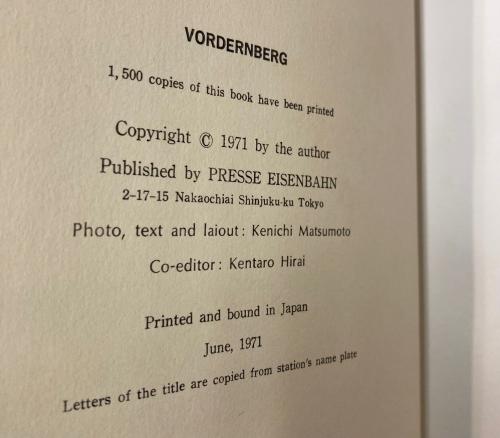 VORDERNBERG
1,500 copies of this book have been printed
Copyright © 1971 by the author
Published by PRESSE EISENBAHN
2-17-15 Nakaochiai Shinjuku-ku Tokyo
Photo, text and laiout: Kenichi Matsumoto
Co-editor: Kentaro Hirai
Printed and bound in Japan
June, 1971
Letters of the title are copied from station's name plate